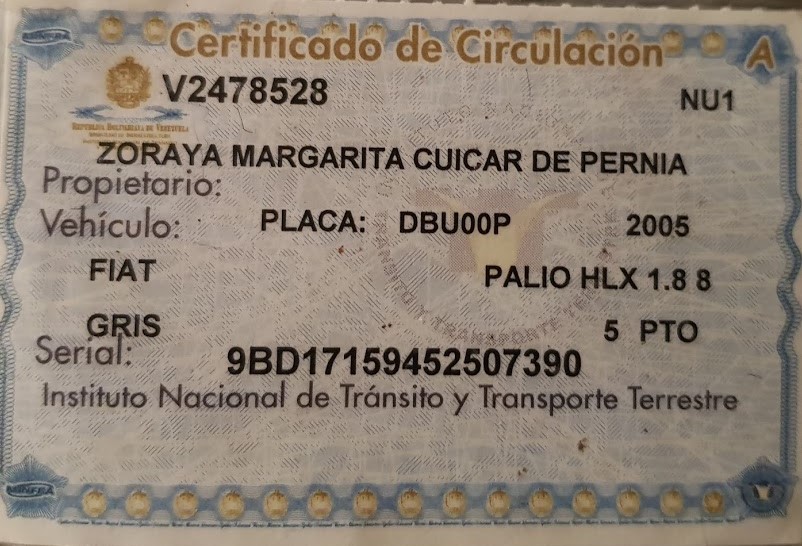 Certificado de Circulación
A
V2478528
NU1
REPÚBLICA BOLIVARIANA DE VENEZUELA
ZORAYA MARGARITA CUICAR DE PERNIA
Propietario:
Vehículo: PLACA: DBU00P 2005
FIAT PALIO HLX 1.8 8
GRIS 5 PTO
Serial: 9BD17159452507390
Instituto Nacional de Tránsito y Transporte Terrestre